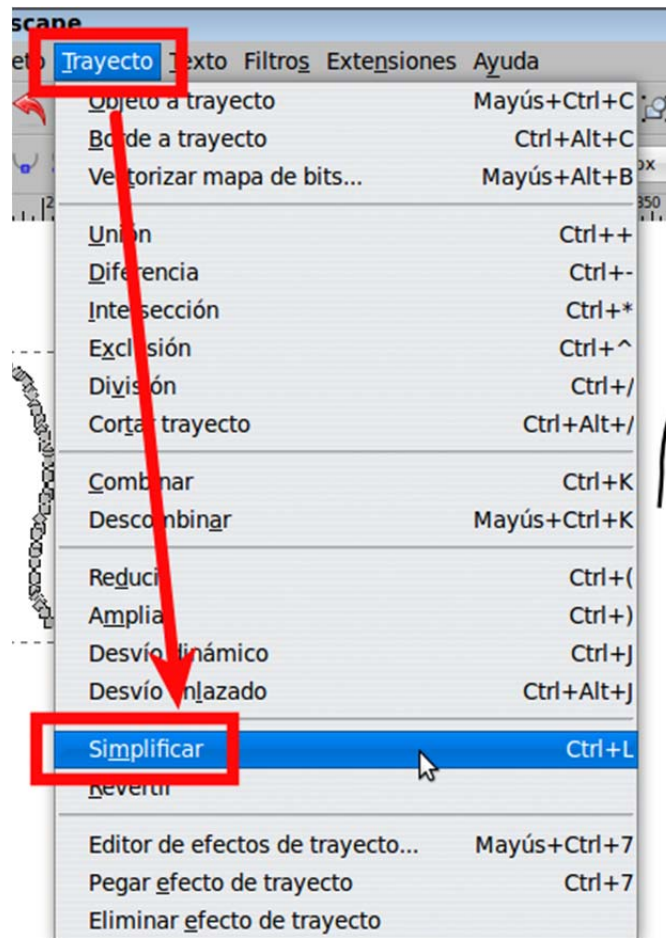 scape
eto Trayecto Texto Filtros Extensiones Ayuda
Objeto a trayecto Mayús+Ctrl+C
Borde a trayecto Ctrl+Alt+C
Vectorizar mapa de bits... Mayús+Alt+B
px
350
2
Unión Ctrl++
Diferencia Ctrl+-
Intersección Ctrl+*
Exclusión Ctrl+^
División Ctrl+/
Cortar trayecto Ctrl+Alt+/
Combinar Ctrl+K
Descombinar Mayús+Ctrl+K
Reducir Ctrl+(
Ampliar Ctrl+)
Desvío dinámico Ctrl+J
Desvío enlazado Ctrl+Alt+J
Simplificar Ctrl+L
Revertir
Editor de efectos de trayecto... Mayús+Ctrl+7
Pegar efecto de trayecto Ctrl+7
Eliminar efecto de trayecto